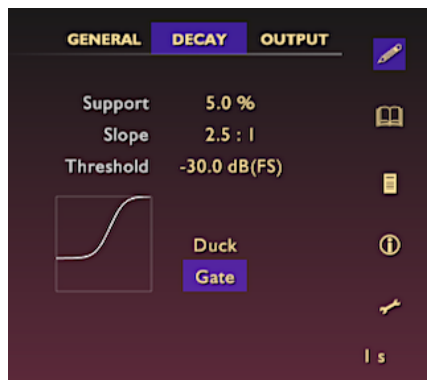 GENERAL DECAY OUTPUT
Support 5.0 %
Slope 2.5 : 1
Threshold -30.0 dB(FS)
Duck
Gate
1 s